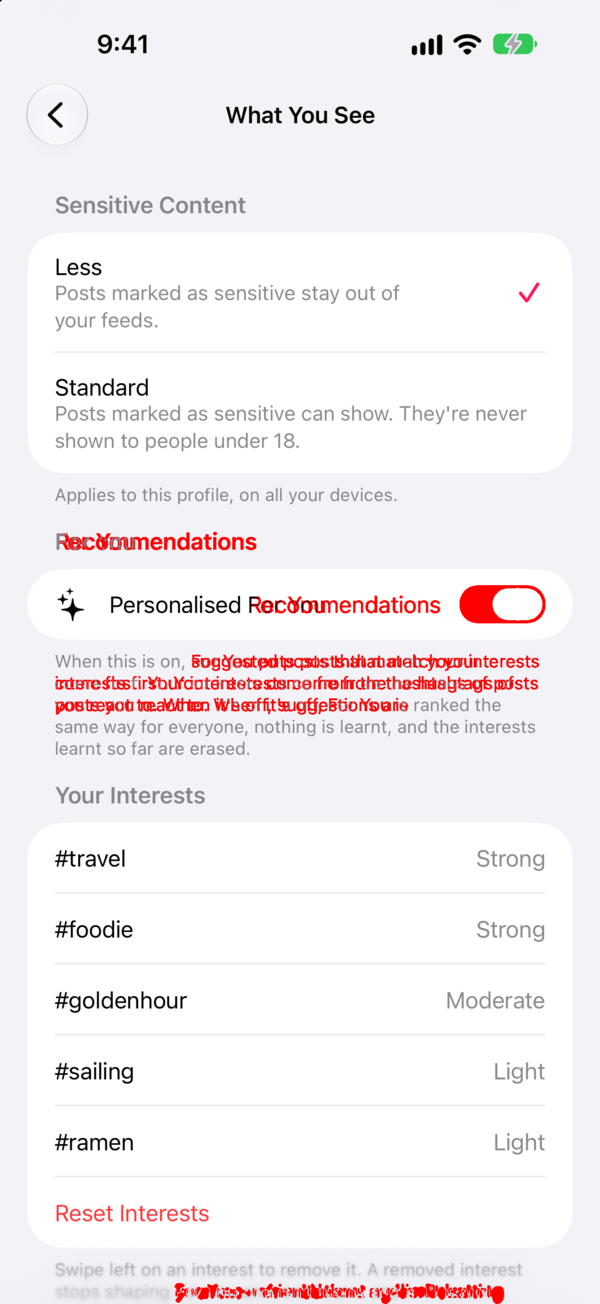 9:41
What You See
Sensitive Content
Less
Posts marked as sensitive stay out of
your feeds.
Standard
Posts marked as sensitive can show. They're never
shown to people under 18.
Applies to this profile, on all your devices.
Recommendations
Personalised Recommendations
When this is on,
ranked the
same way for everyone, nothing is learnt, and the interests
learnt so far are erased.
Your Interests
#travel
Strong
#foodie
Strong
#goldenhour
Moderate
#sailing
Light
#ramen
Light
Reset Interests
Swipe left on an interest to remove it. A removed interest
stops shaping